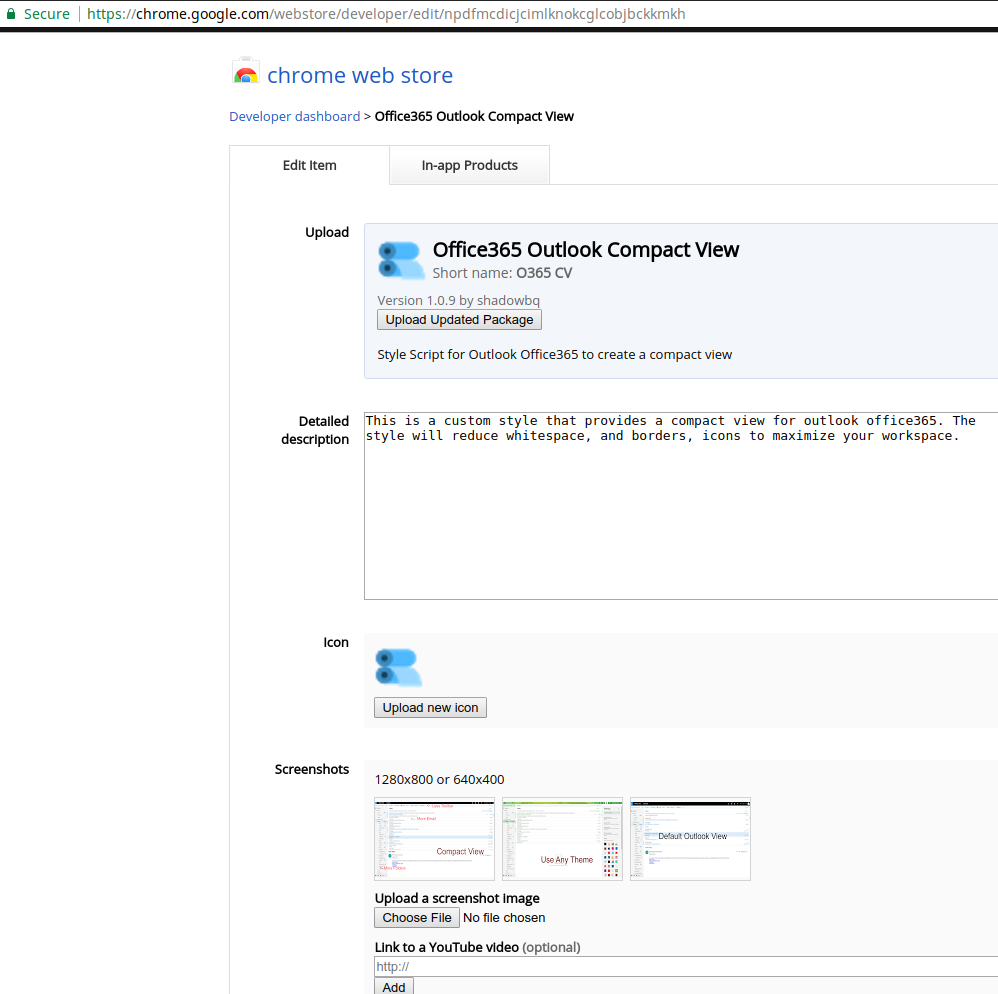 Secure https://chrome.google.com/webstore/developer/edit/npdfmcdicjcimlknokcglcobjbckkmkh
chrome web store
Developer dashboard > Office365 Outlook Compact View
Edit Item In-app Products
Upload
Office365 Outlook Compact View
Short name: O365 CV
Version 1.0.9 by shadowbq
Upload Updated Package
Style Script for Outlook Office365 to create a compact view
Detailed description
This is a custom style that provides a compact view for outlook office365. The
style will reduce whitespace, and borders, icons to maximize your workspace.
Icon
Upload new icon
Screenshots
1280x800 or 640x400
More Email
Compact View
Use Any Theme
Default Outlook View
Upload a screenshot image
Choose File No file chosen
Link to a YouTube video (optional)
http://
Add